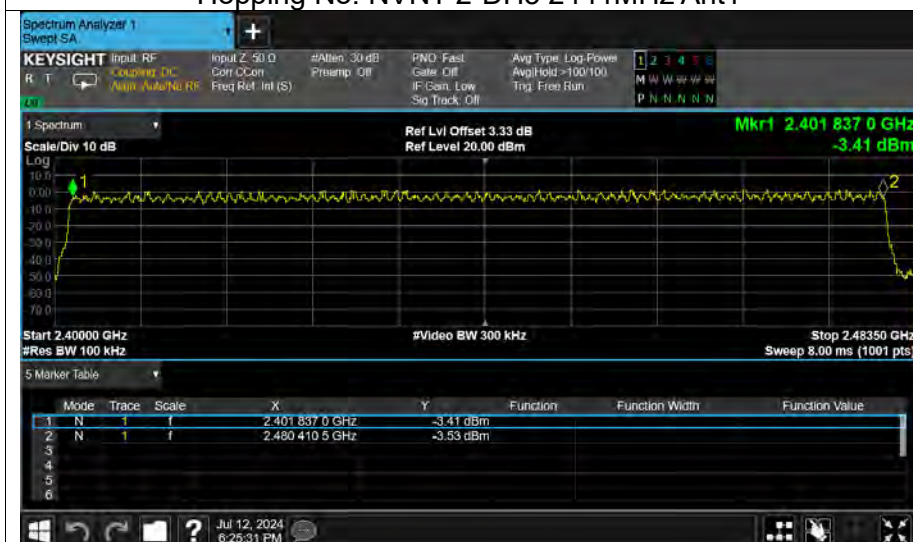 Hopping No. NVNT 2-DH5 2441MHz Ant1
Spectrum Analyzer 1
Swept SA
KEYSIGHT Input: RF Input Z: 50 Ω #Atten: 30 dB PNO: Fast Avg Type: Log-Power 1 2 3 4 5 6
R T Coupling: DC Corr CCorr Preamp: Off Gate: Off Avg|Hold: >100/100 M W W W W W
Align: Auto/No RF Freq Ref: Int (S) IF Gain: Low Trig: Free Run
Sig Track: Off P N N N N N
1 Spectrum Ref Lvl Offset 3.33 dB Mkr1 2.401 837 0 GHz
Scale/Div 10 dB Ref Level 20.00 dBm -3.41 dBm
Log
10.0
1
2
0.00
-10.0
-20.0
-30.0
-40.0
-50.0
-60.0
-70.0
Start 2.40000 GHz #Video BW 300 kHz Stop 2.48350 GHz
#Res BW 100 kHz Sweep 8.00 ms (1001 pts)
5 Marker Table
Mode Trace Scale X Y Function Function Width Function Value
1 N 1 f 2.401 837 0 GHz -3.41 dBm
2 N 1 f 2.480 410 5 GHz -3.53 dBm
3
4
5
6
? Jul 12, 2024
6:25:31 PM